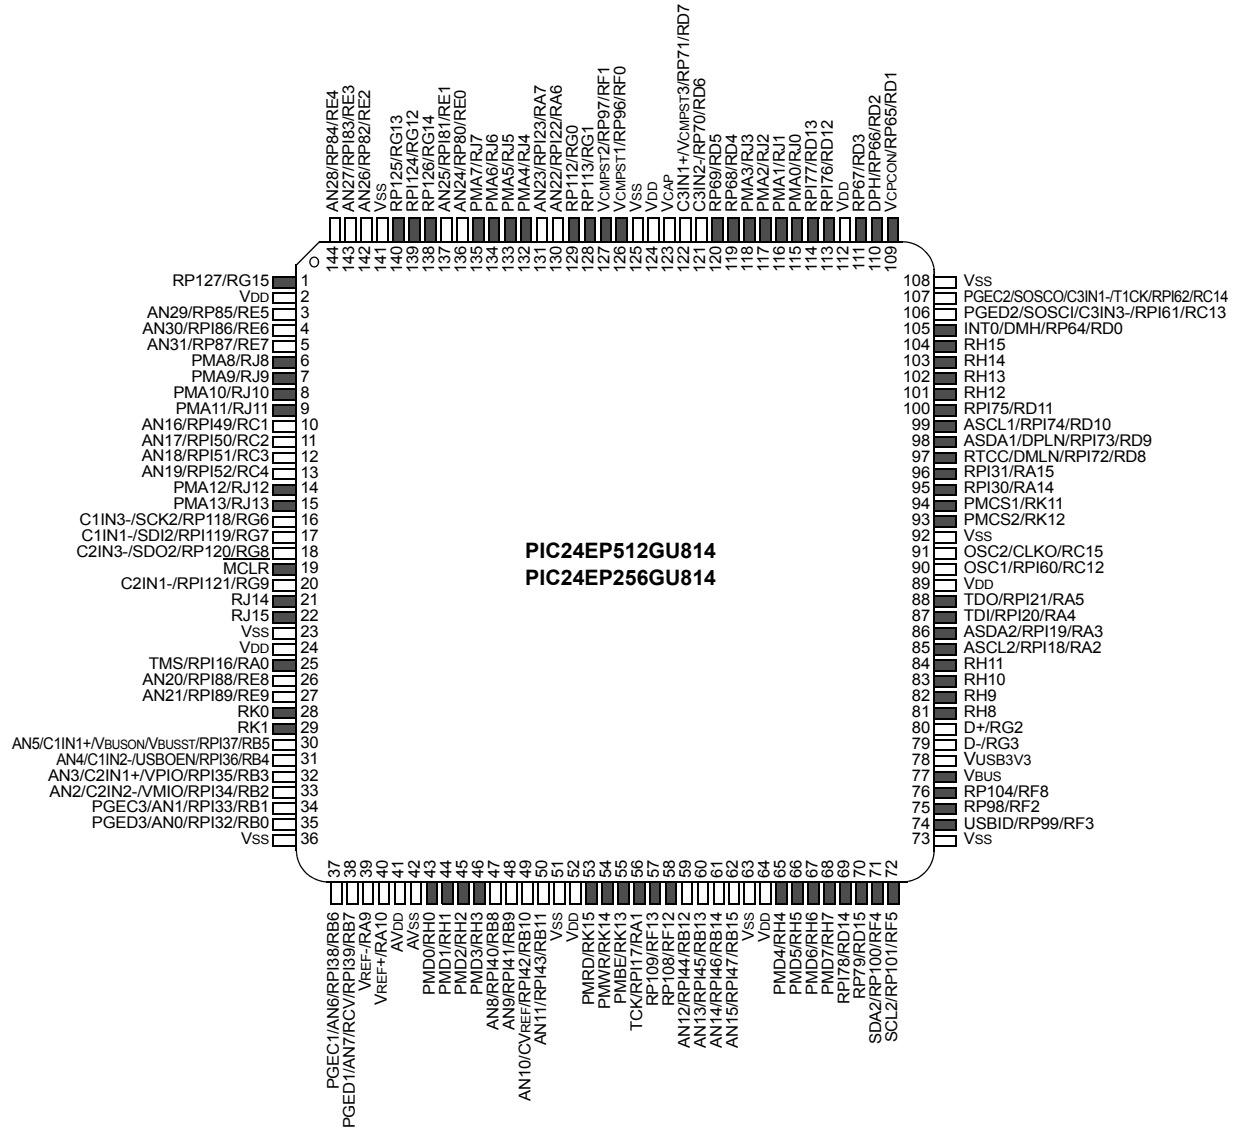 AN28/RP84/RE4
AN27/RPI83/RE3
AN26/RP82/RE2
VSS
RP125/RG13
RPI124/RG12
RP126/RG14
AN25/RPI81/RE1
AN24/RP80/RE0
PMA7/RJ7
PMA6/RJ6
PMA5/RJ5
PMA4/RJ4
AN23/RPI23/RA7
AN22/RPI22/RA6
RP112/RG0
RP113/RG1
VCMPST2/RP97/RF1
VCMPST1/RP96/RF0
VSS
VDD
VCAP
C3IN1+/VCMPST3/RP71/RD7
C3IN2-/RP70/RD6
RP69/RD5
RP68/RD4
PMA3/RJ3
PMA2/RJ2
PMA1/RJ1
PMA0/RJ0
RPI77/RD13
RPI76/RD12
VDD
RP67/RD3
DPH/RP66/RD2
VCPCON/RP65/RD1
144
143
142
141
140
139
138
137
136
135
134
133
132
131
130
129
128
127
126
125
124
123
122
121
120
119
118
117
116
115
114
113
112
111
110
109
RP127/RG15 1
VDD 2
AN29/RP85/RE5 3
AN30/RPI86/RE6 4
AN31/RP87/RE7 5
PMA8/RJ8 6
PMA9/RJ9 7
PMA10/RJ10 8
PMA11/RJ11 9
AN16/RPI49/RC1 10
AN17/RPI50/RC2 11
AN18/RPI51/RC3 12
AN19/RPI52/RC4 13
PMA12/RJ12 14
PMA13/RJ13 15
C1IN3-/SCK2/RP118/RG6 16
C1IN1-/SDI2/RPI119/RG7 17
C2IN3-/SDO2/RP120/RG8 18
MCLR 19
C2IN1-/RPI121/RG9 20
RJ14 21
RJ15 22
VSS 23
VDD 24
TMS/RPI16/RA0 25
AN20/RPI88/RE8 26
AN21/RPI89/RE9 27
RK0 28
RK1 29
AN5/C1IN1+/VBUSON/VBUSST/RPI37/RB5 30
AN4/C1IN2-/USBOEN/RPI36/RB4 31
AN3/C2IN1+/VPIO/RPI35/RB3 32
AN2/C2IN2-/VMIO/RPI34/RB2 33
PGEC3/AN1/RPI33/RB1 34
PGED3/AN0/RPI32/RB0 35
VSS 36
PIC24EP512GU814
PIC24EP256GU814
108 VSS
107 PGEC2/SOSCO/C3IN1-/T1CK/RPI62/RC14
106 PGED2/SOSCI/C3IN3-/RPI61/RC13
105 INT0/DMH/RP64/RD0
104 RH15
103 RH14
102 RH13
101 RH12
100 RPI75/RD11
99 ASCL1/RPI74/RD10
98 ASDA1/DPLN/RPI73/RD9
97 RTCC/DMLN/RPI72/RD8
96 RPI31/RA15
95 RPI30/RA14
94 PMCS1/RK11
93 PMCS2/RK12
92 VSS
91 OSC2/CLKO/RC15
90 OSC1/RPI60/RC12
89 VDD
88 TDO/RPI21/RA5
87 TDI/RPI20/RA4
86 ASDA2/RPI19/RA3
85 ASCL2/RPI18/RA2
84 RH11
83 RH10
82 RH9
81 RH8
80 D+/RG2
79 D-/RG3
78 VUSB3V3
77 VBUS
76 RP104/RF8
75 RP98/RF2
74 USBID/RP99/RF3
73 VSS
37
38
39
40
41
42
43
44
45
46
47
48
49
50
51
52
53
54
55
56
57
58
59
60
61
62
63
64
65
66
67
68
69
70
71
72
PGEC1/AN6/RPI38/RB6
PGED1/AN7/RCV/RPI39/RB7
VREF-/RA9
VREF+/RA10
AVDD
AVSS
PMD0/RH0
PMD1/RH1
PMD2/RH2
PMD3/RH3
AN8/RPI40/RB8
AN9/RPI41/RB9
AN10/CVREF/RPI42/RB10
AN11/RPI43/RB11
VSS
VDD
PMRD/RK15
PMWR/RK14
PMBE/RK13
TCK/RPI17/RA1
RP109/RF13
RP108/RF12
AN12/RPI44/RB12
AN13/RPI45/RB13
AN14/RPI46/RB14
AN15/RPI47/RB15
VSS
VDD
PMD4/RH4
PMD5/RH5
PMD6/RH6
PMD7/RH7
RPI78/RD14
RP79/RD15
SDA2/RP100/RF4
SCL2/RP101/RF5